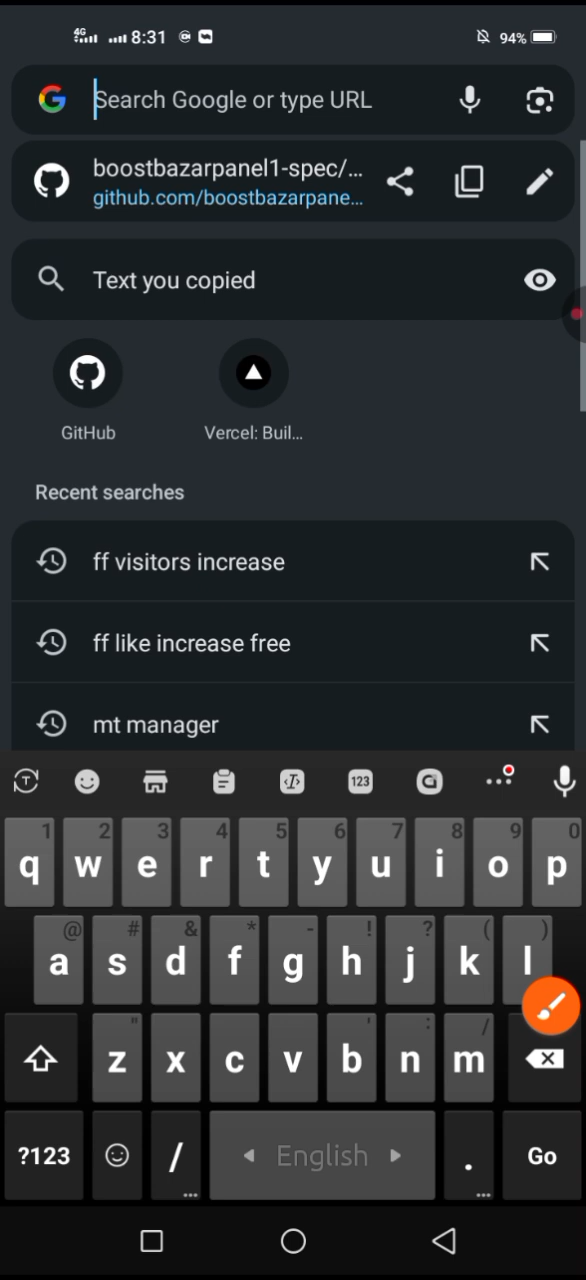 4G 8:31 94%
Search Google or type URL
boostbazarpanel1-spec/...
github.com/boostbazarpane...
Text you copied
GitHub
Vercel: Buil...
Recent searches
ff visitors increase
ff like increase free
mt manager
T T 123 G ...
1 2 3 4 5 6 7 8 9 0
q w e r t y u i o p
@ # & * - ! ? ( )
a s d f g h j k l
" ' : /
z x c v b n m
?123 / English . Go
... ...